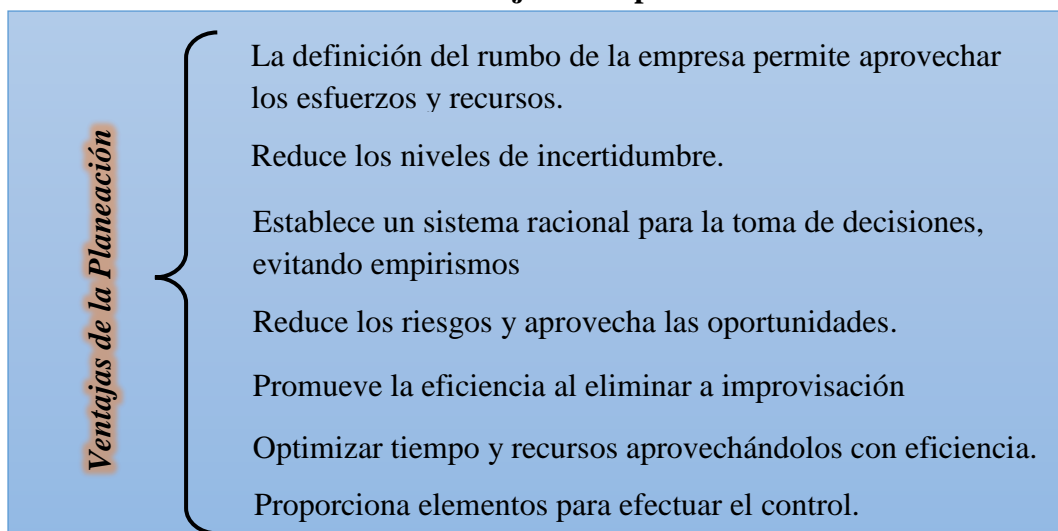 Ventajas de la Planeación
La definición del rumbo de la empresa permite aprovechar
los esfuerzos y recursos.
Reduce los niveles de incertidumbre.
Establece un sistema racional para la toma de decisiones,
evitando empirismos
Reduce los riesgos y aprovecha las oportunidades.
Promueve la eficiencia al eliminar a improvisación
Optimizar tiempo y recursos aprovechándolos con eficiencia.
Proporciona elementos para efectuar el control.